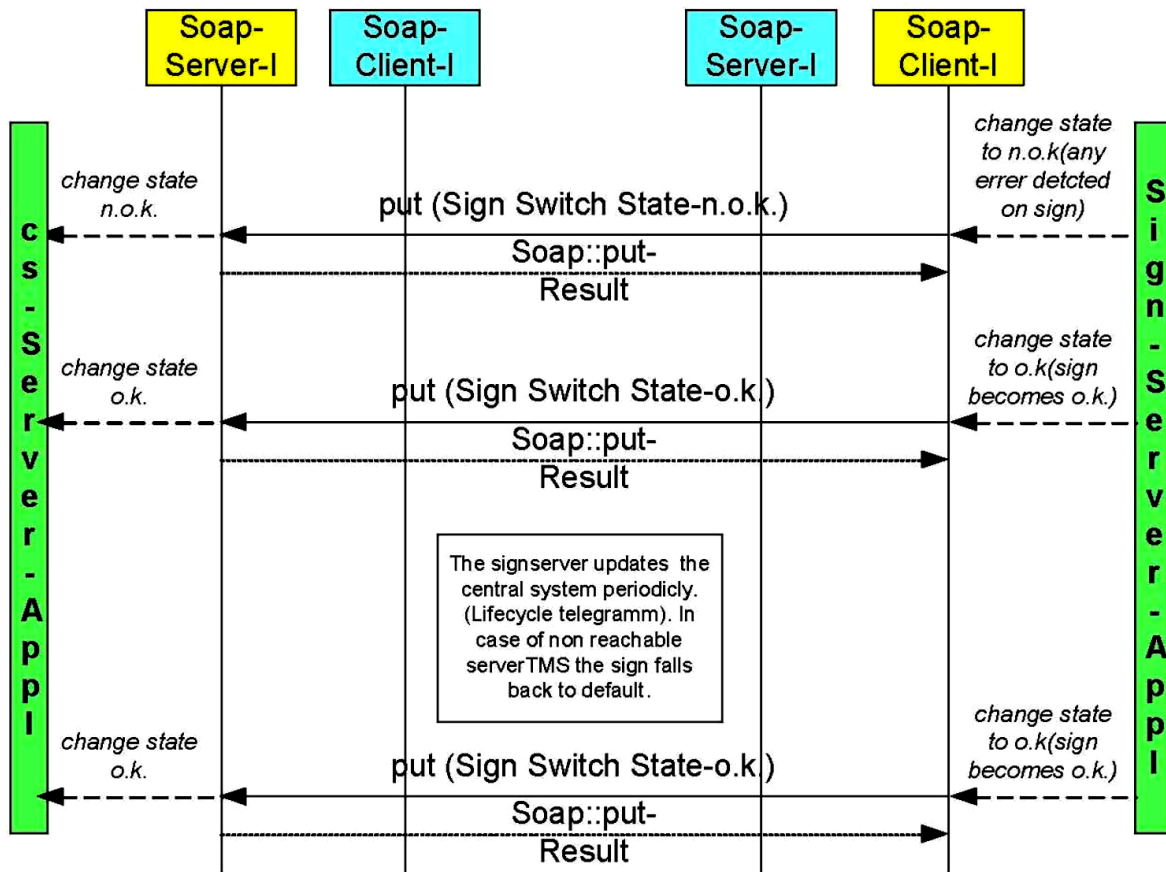 Soap-
Server-I
Soap-
Client-I
Soap-
Server-I
Soap-
Client-I
cs-Server-Appl
Sign-Server-Appl
change state
n.o.k.
put (Sign Switch State-n.o.k.)
change state
to n.o.k(any
errer detcted
on sign)
Soap::put-
Result
change state
o.k.
put (Sign Switch State-o.k.)
change state
to o.k(sign
becomes o.k.)
Soap::put-
Result
The signserver updates the
central system periodicly.
(Lifecycle telegramm). In
case of non reachable
serverTMS the sign falls
back to default.
change state
o.k.
put (Sign Switch State-o.k.)
change state
to o.k(sign
becomes o.k.)
Soap::put-
Result